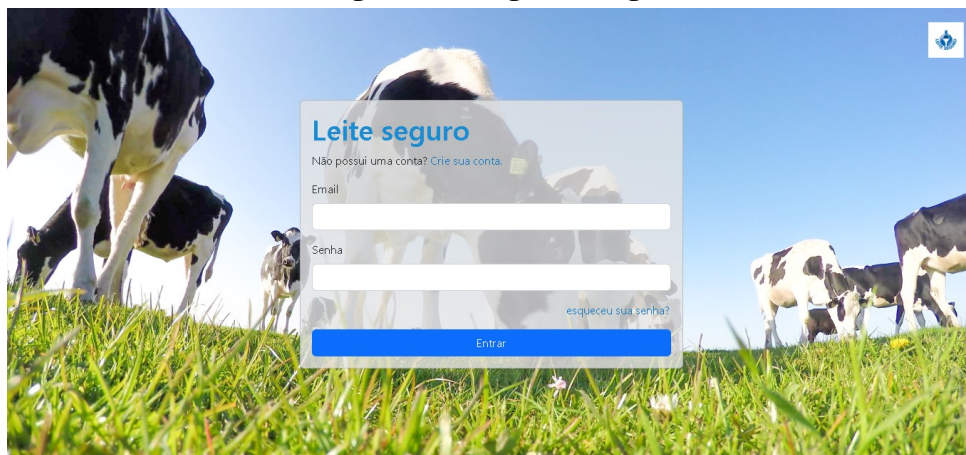 Leite seguro
Não possui uma conta? Crie sua conta.
Email
Senha
esqueceu sua senha?
Entrar